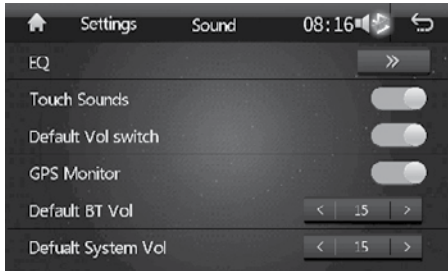 Settings Sound 08:16
EQ »
Touch Sounds
Default Vol switch
GPS Monitor
Default BT Vol < 15 >
Defualt System Vol < 15 >